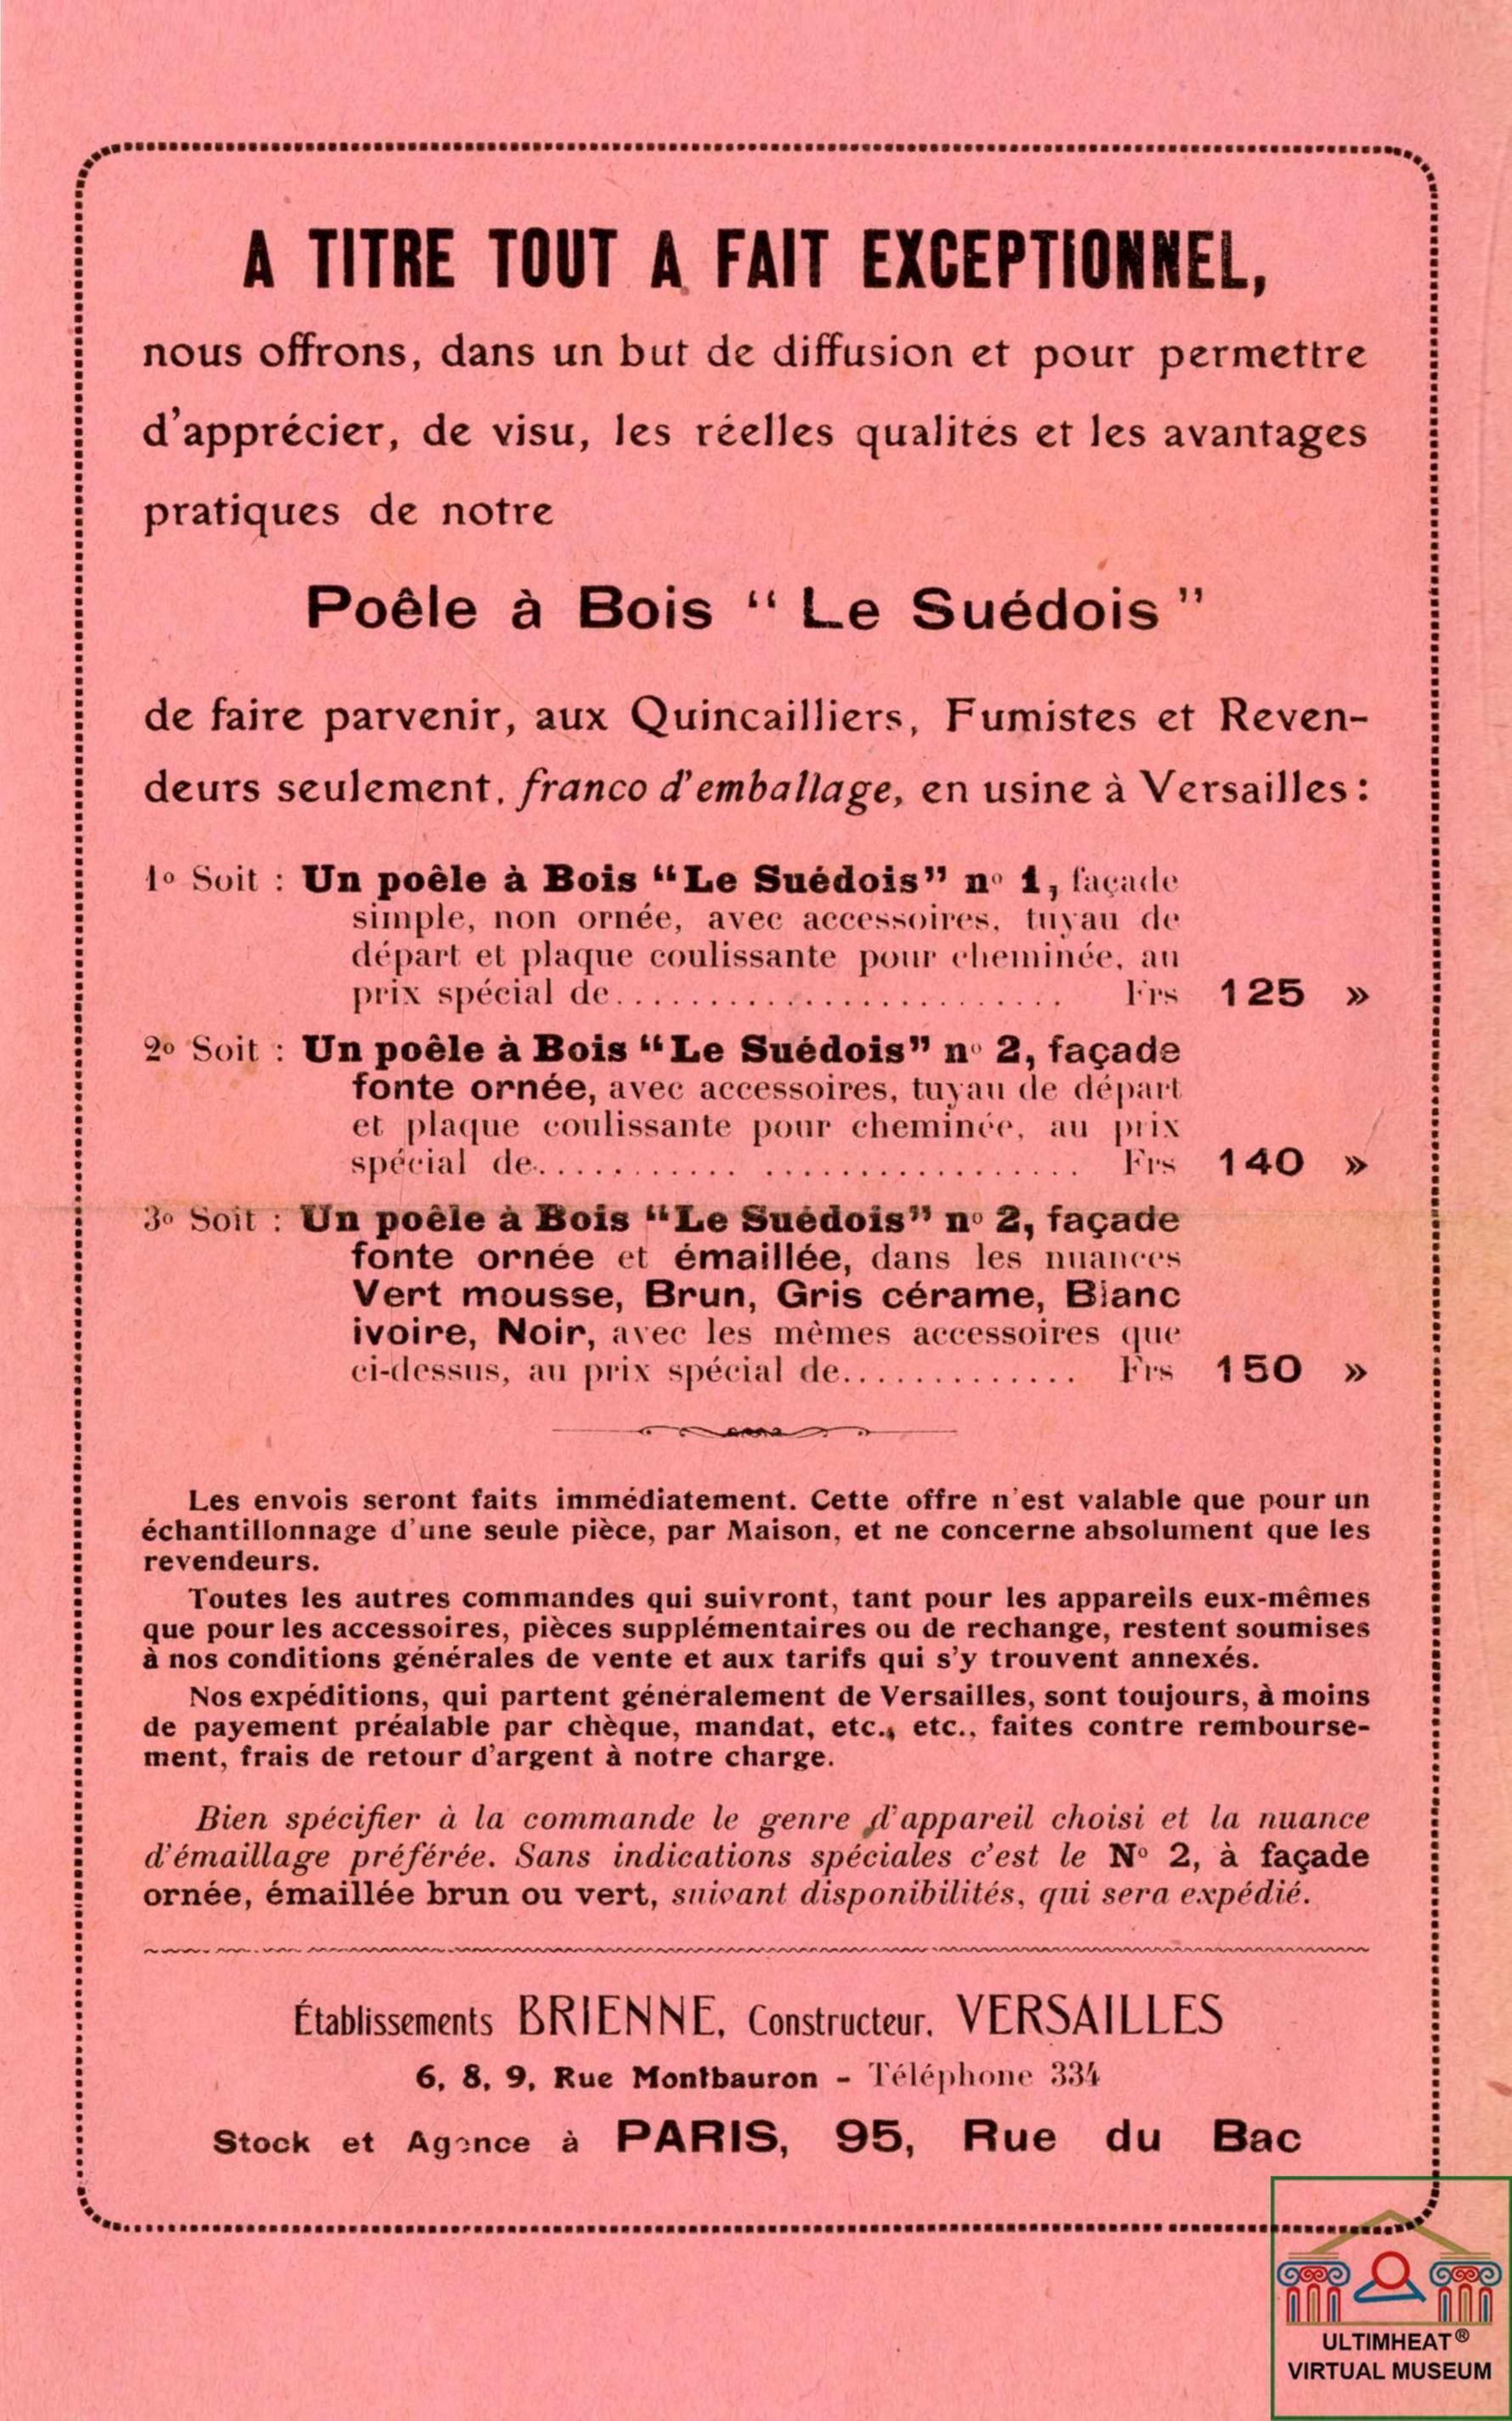 A TITRE TOUT A FAIT EXCEPTIONNEL,
nous offrons, dans un but de diffusion et pour permettre
d'apprécier, de visu, les réelles qualités et les avantages
pratiques de notre
Poêle à Bois “ Le Suédois ”
de faire parvenir, aux Quincailliers, Fumistes et Reven-
deurs seulement, franco d'emballage, en usine à Versailles :
1º Soit : Un poêle à Bois “Le Suédois” nº 1, façade
simple, non ornée, avec accessoires, tuyau de
départ et plaque coulissante pour cheminée, au
prix spécial de........................ Frs 125 »
2º Soit : Un poêle à Bois “Le Suédois” nº 2, façade
fonte ornée, avec accessoires, tuyau de départ
et plaque coulissante pour cheminée, au prix
spécial de............................ Frs 140 »
3º Soit : Un poêle à Bois “Le Suédois” nº 2, façade
fonte ornée et émaillée, dans les nuances
Vert mousse, Brun, Gris cérame, Blanc
ivoire, Noir, avec les mêmes accessoires que
ci-dessus, au prix spécial de............. Frs 150 »
Les envois seront faits immédiatement. Cette offre n'est valable que pour un
échantillonnage d'une seule pièce, par Maison, et ne concerne absolument que les
revendeurs.
Toutes les autres commandes qui suivront, tant pour les appareils eux-mêmes
que pour les accessoires, pièces supplémentaires ou de rechange, restent soumises
à nos conditions générales de vente et aux tarifs qui s'y trouvent annexés.
Nos expéditions, qui partent généralement de Versailles, sont toujours, à moins
de payement préalable par chèque, mandat, etc., etc., faites contre rembourse-
ment, frais de retour d'argent à notre charge.
Bien spécifier à la commande le genre d'appareil choisi et la nuance
d'émaillage préférée. Sans indications spéciales c'est le Nº 2, à façade
ornée, émaillée brun ou vert, suivant disponibilités, qui sera expédié.
Établissements BRIENNE, Constructeur, VERSAILLES
6, 8, 9, Rue Montbauron - Téléphone 334
Stock et Agence à PARIS, 95, Rue du Bac
ULTIMHEAT®
VIRTUAL MUSEUM